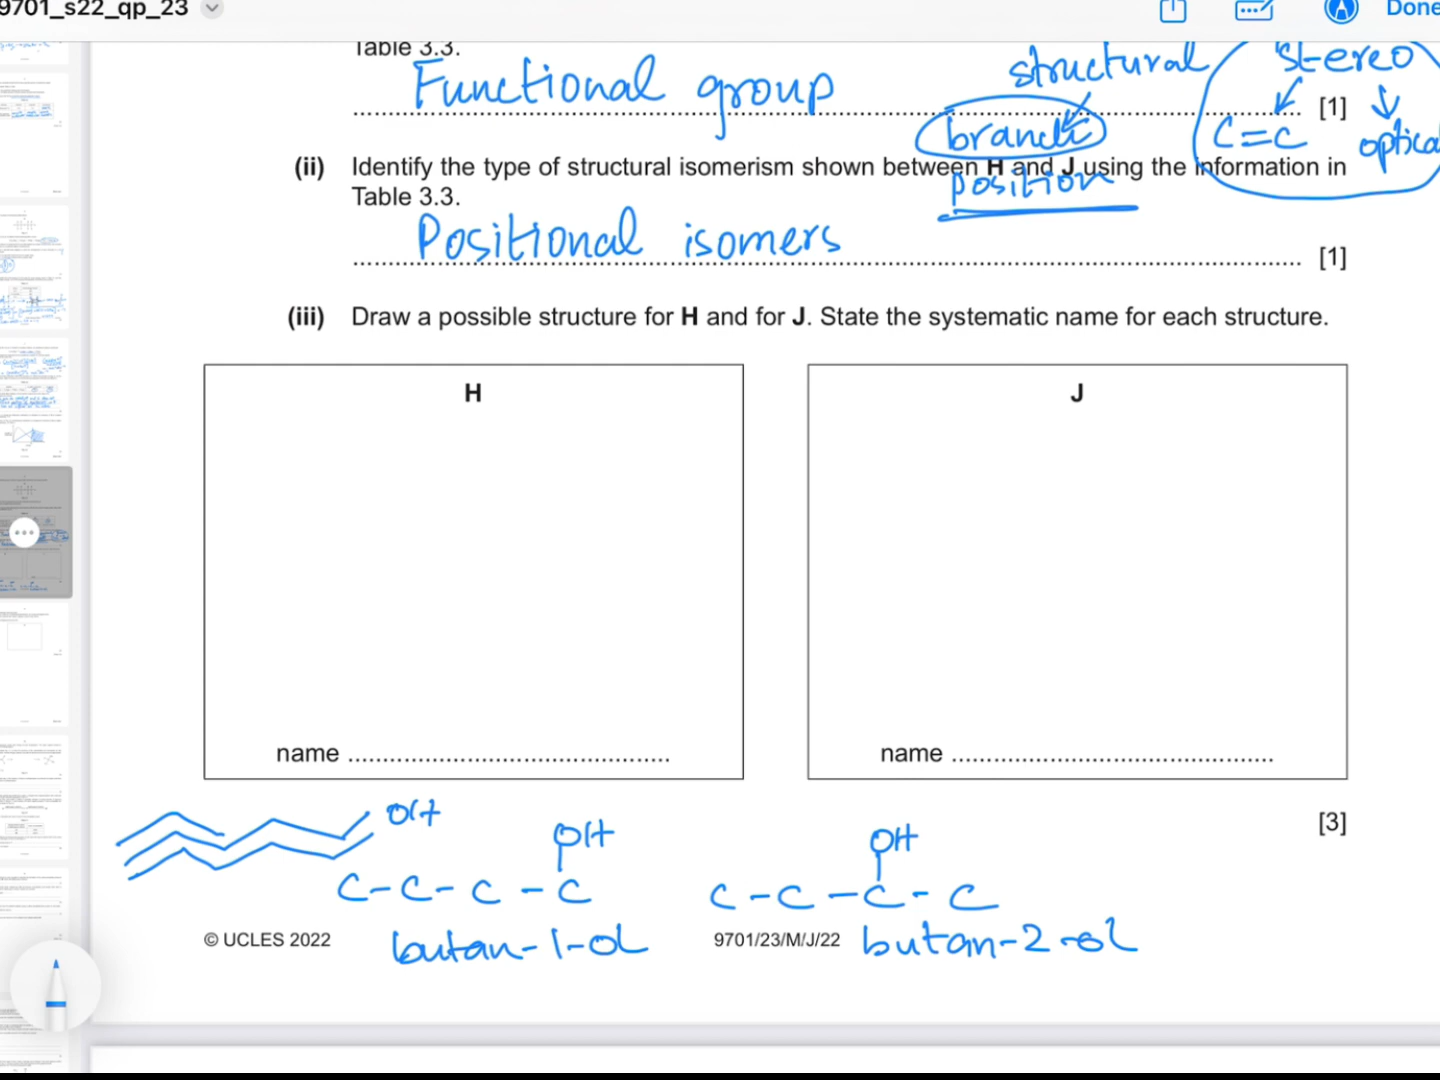 9701_s22_qp_23
Done
Table 3.3.
structural
stereo
Functional group
[1]
branch
C=C
optical
(ii) Identify the type of structural isomerism shown between H and J using the information in
Table 3.3.
position
Positional isomers
[1]
(iii) Draw a possible structure for H and for J. State the systematic name for each structure.
H
J
name
name
[3]
OH
OH
OH
C-C-C-C
C-C-C-C
© UCLES 2022
9701/23/M/J/22
butan-1-ol
butan-2-ol